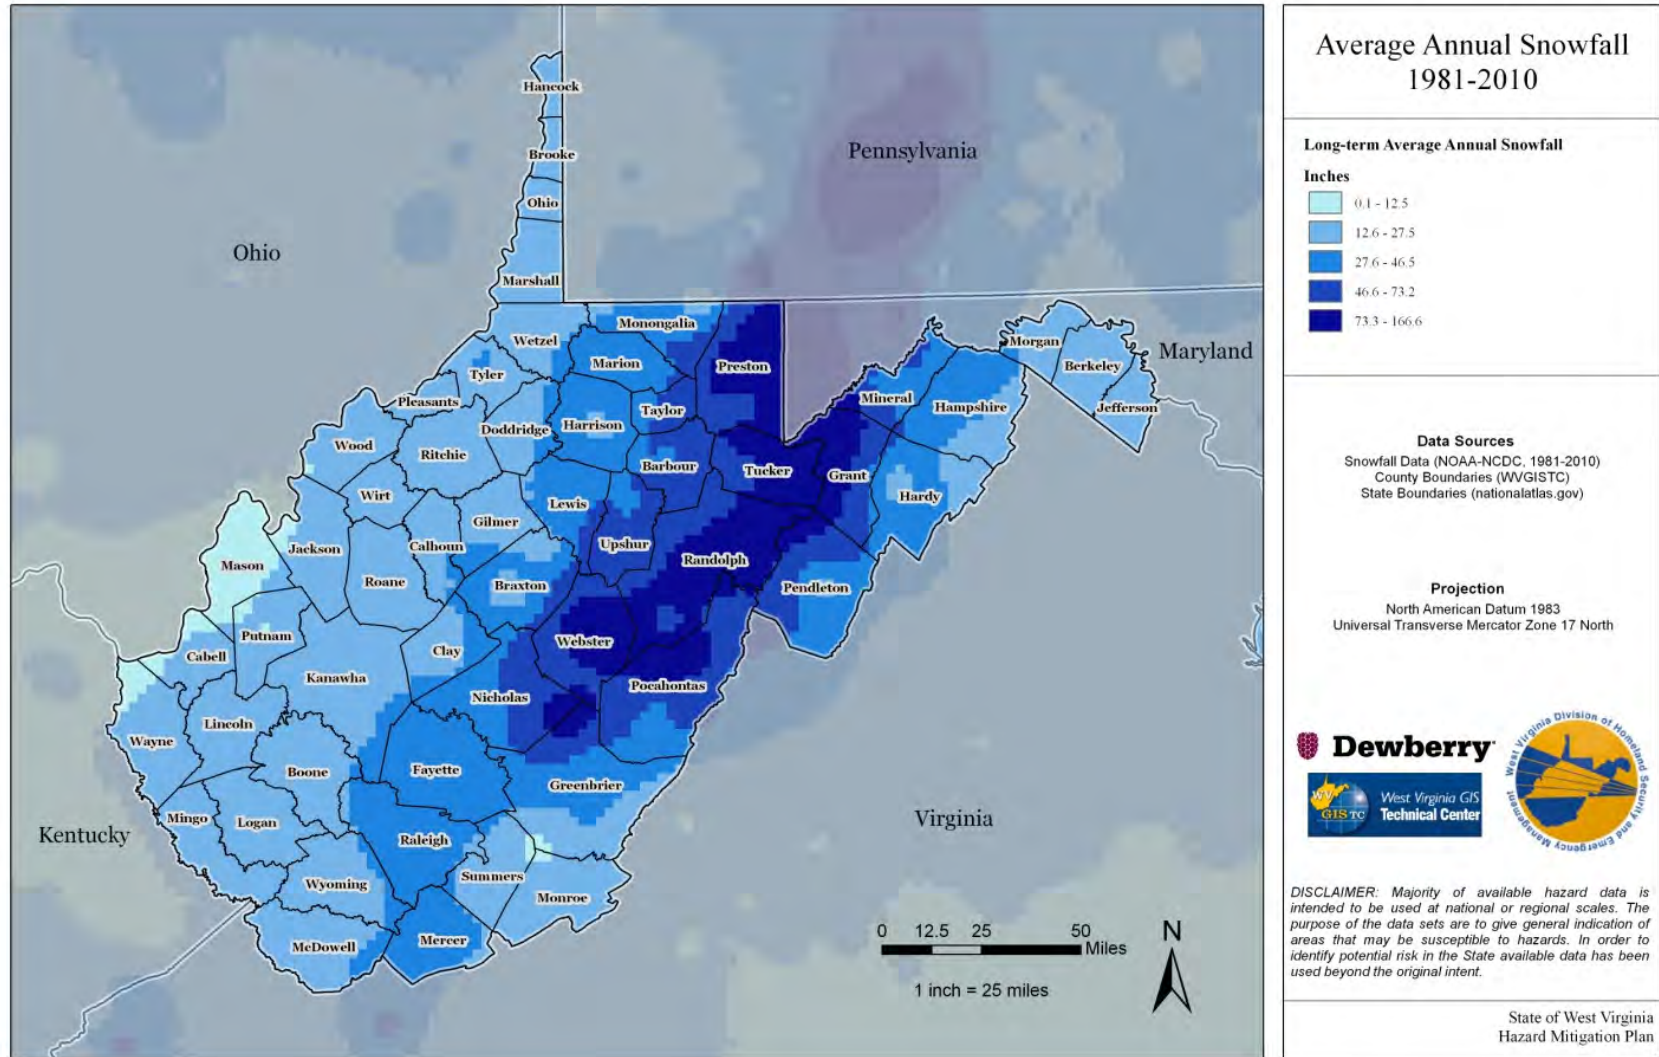 Average Annual Snowfall
1981-2010
Long-term Average Annual Snowfall
Inches
0.1 - 12.5
12.6 - 27.5
27.6 - 46.5
46.6 - 73.2
73.3 - 166.6
Data Sources
Snowfall Data (NOAA-NCDC, 1981-2010)
County Boundaries (WVGISTC)
State Boundaries (nationalatlas.gov)
Projection
North American Datum 1983
Universal Transverse Mercator Zone 17 North
Dewberry
WV
GIS TC
West Virginia GIS
Technical Center
West Virginia Division of Homeland Security and Emergency Management
DISCLAIMER: Majority of available hazard data is
intended to be used at national or regional scales. The
purpose of the data sets are to give general indication of
areas that may be susceptible to hazards. In order to
identify potential risk in the State available data has been
used beyond the original intent.
State of West Virginia
Hazard Mitigation Plan
Hancock
Brooke
Pennsylvania
Ohio
Ohio
Marshall
Monongalia
Wetzel
Morgan
Maryland
Marion
Preston
Berkeley
Tyler
Pleasants
Mineral
Hampshire
Jefferson
Taylor
Doddridge
Harrison
Wood
Ritchie
Barbour
Tucker
Grant
Wirt
Hardy
Lewis
Gilmer
Jackson
Calhoun
Upshur
Mason
Randolph
Roane
Braxton
Pendleton
Putnam
Webster
Clay
Cabell
Kanawha
Pocahontas
Nicholas
Lincoln
Wayne
Boone
Fayette
Greenbrier
Mingo
Logan
Kentucky
Virginia
Raleigh
Wyoming
Summers
Monroe
McDowell
Mercer
0 12.5 25 50
Miles
1 inch = 25 miles
N